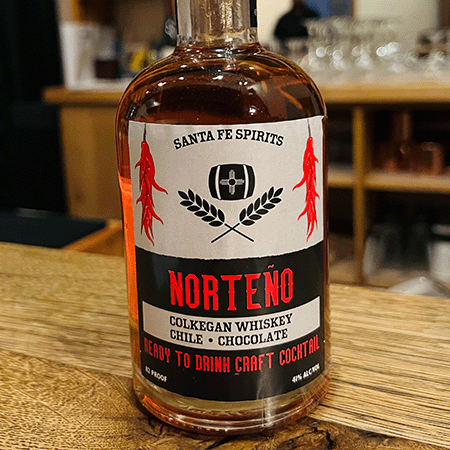 SANTA FE SPIRITS
NORTEÑO
COLKEGAN WHISKEY
CHILE • CHOCOLATE
READY TO DRINK CRAFT COCKTAIL
82 PROOF 41% ALC/VOL